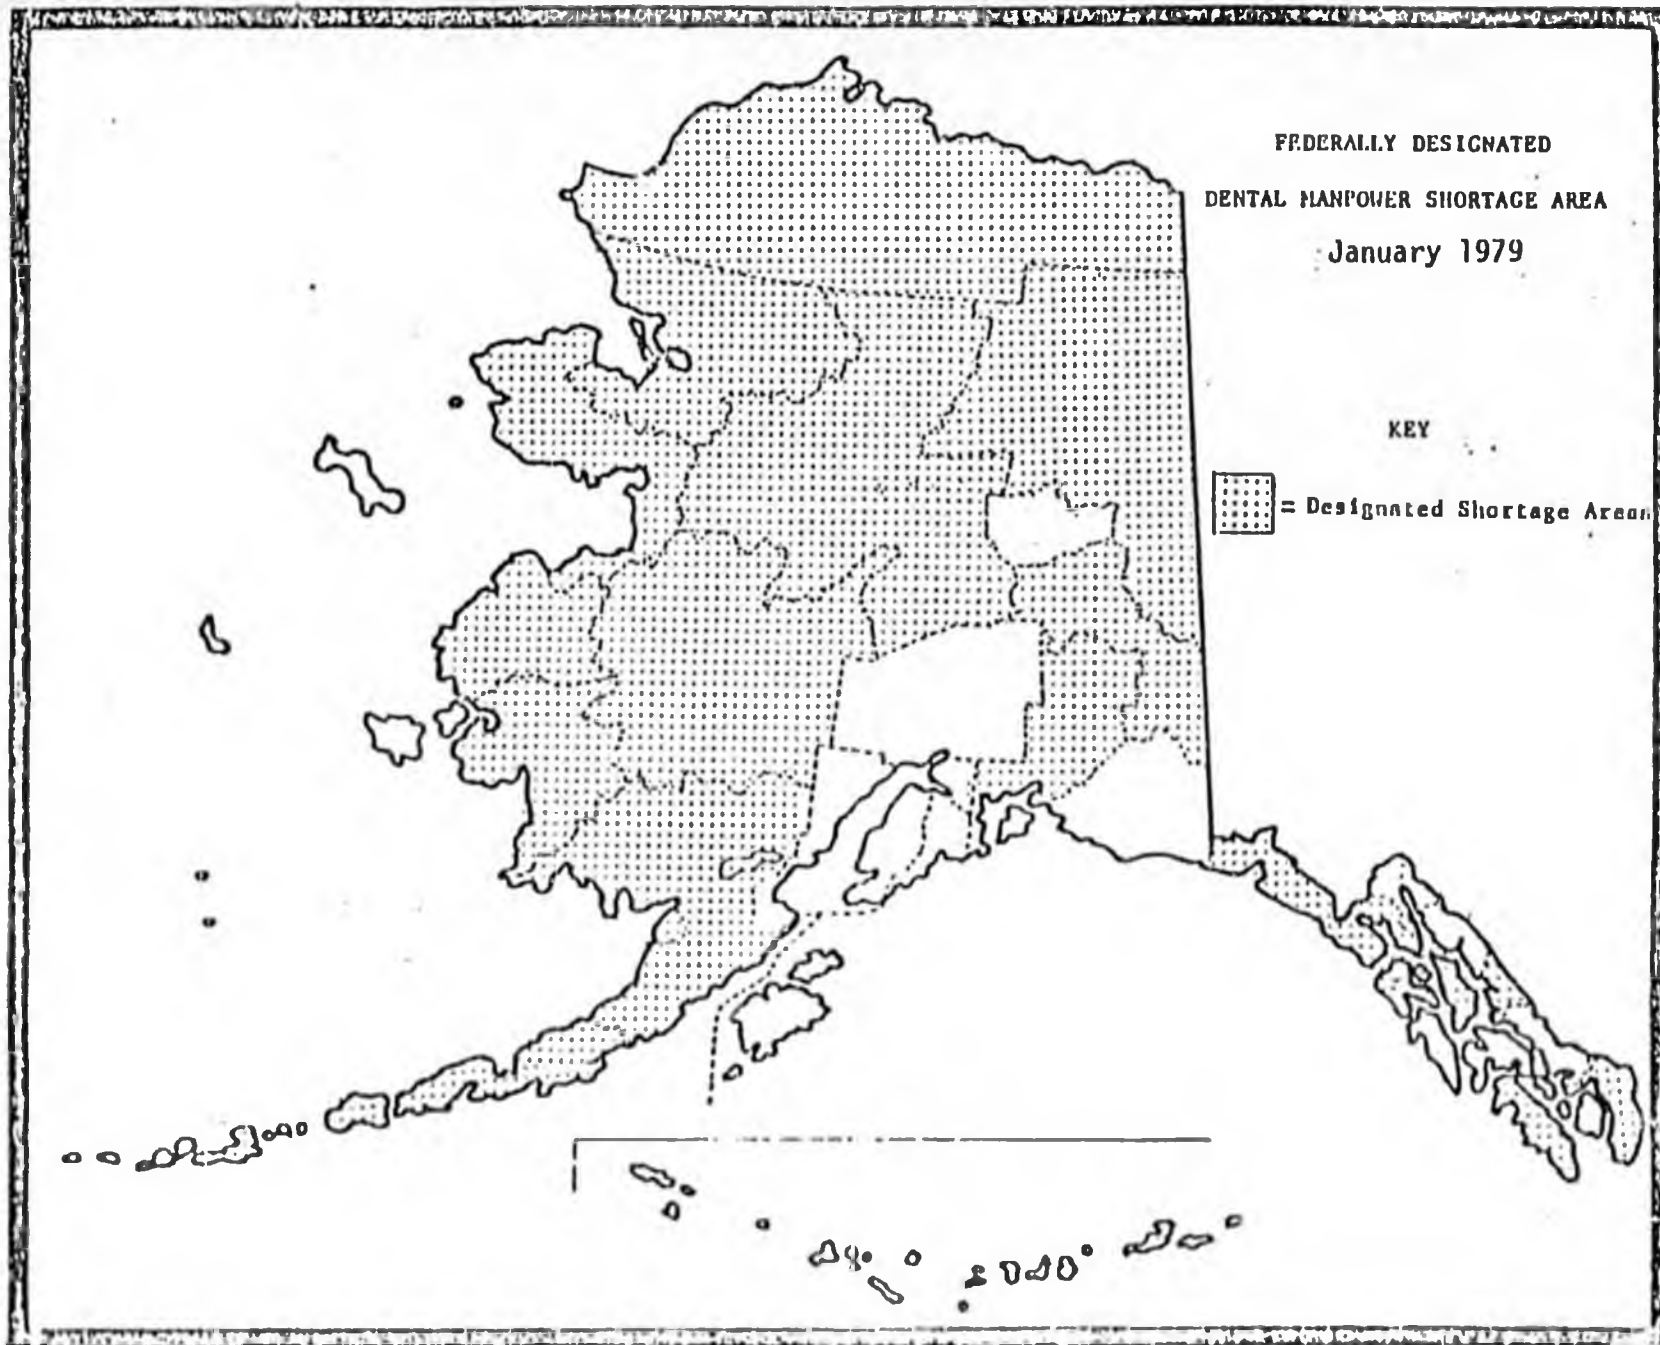 FEDERALLY DESIGNATED
DENTAL MANPOWER SHORTAGE AREA
January 1979
KEY
= Designated Shortage Areas